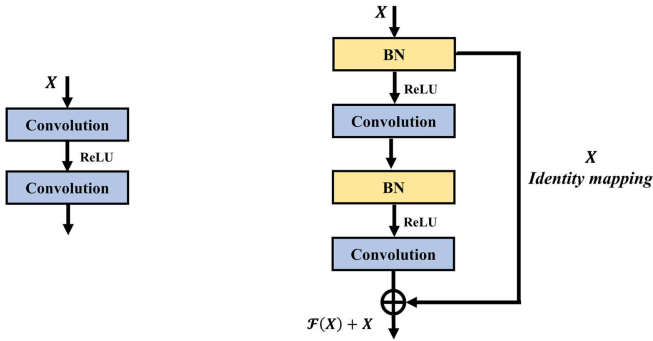 X
Convolution
ReLU
Convolution
X
BN
ReLU
Convolution
BN
ReLU
Convolution
ℱ(X) + X
X
Identity mapping